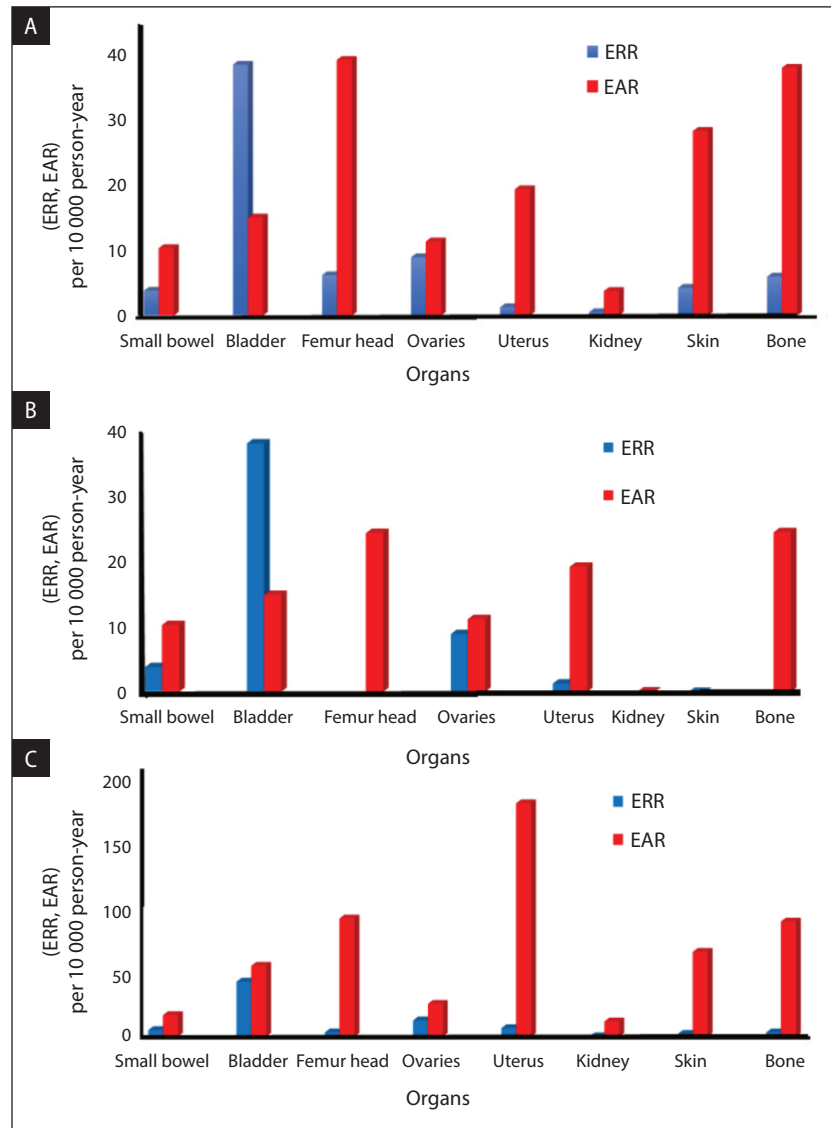 A
(ERR, EAR)
per 10 000 person-year
40
30
20
10
0
ERR
EAR
Small bowel Bladder Femur head Ovaries Uterus Kidney Skin Bone
Organs
B
(ERR, EAR)
per 10 000 person-year
40
30
20
10
0
ERR
EAR
Small bowel Bladder Femur head Ovaries Uterus Kidney Skin Bone
Organs
C
(ERR, EAR)
per 10 000 person-year
200
150
100
50
0
ERR
EAR
Small bowel Bladder Femur head Ovaries Uterus Kidney Skin Bone
Organs